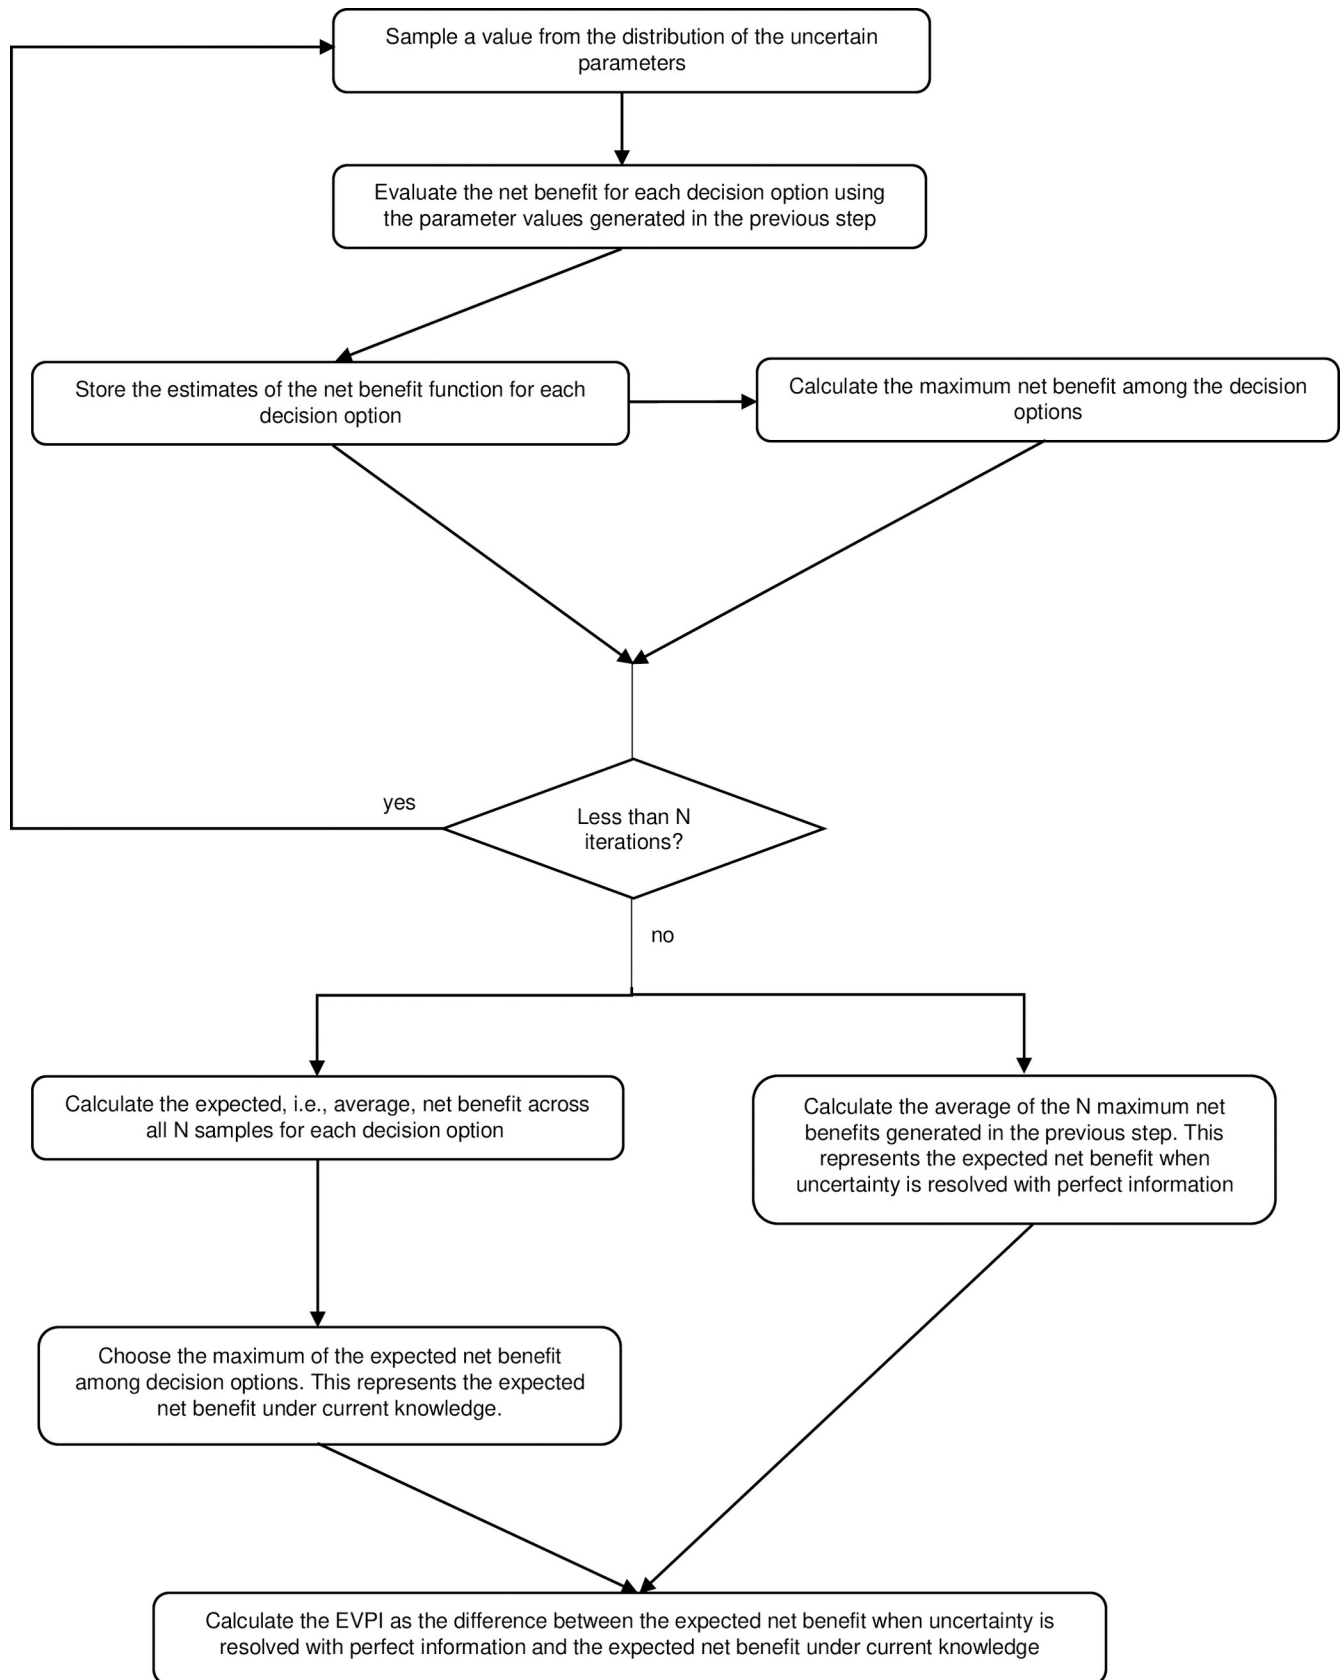 Sample a value from the distribution of the uncertain
parameters
Evaluate the net benefit for each decision option using
the parameter values generated in the previous step
Store the estimates of the net benefit function for each
decision option
Calculate the maximum net benefit among the decision
options
yes
Less than N
iterations?
no
Calculate the expected, i.e., average, net benefit across
all N samples for each decision option
Calculate the average of the N maximum net
benefits generated in the previous step. This
represents the expected net benefit when
uncertainty is resolved with perfect information
Choose the maximum of the expected net benefit
among decision options. This represents the expected
net benefit under current knowledge.
Calculate the EVPI as the difference between the expected net benefit when uncertainty is
resolved with perfect information and the expected net benefit under current knowledge